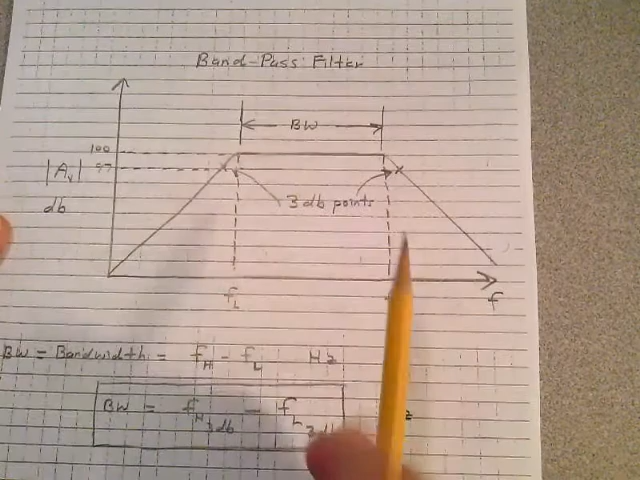 Band-Pass Filter
BW
100
97
|Av|
db
3 db points
fL
f
BW = Bandwidth = fH - fL Hz
BW = fH3db - fL3db